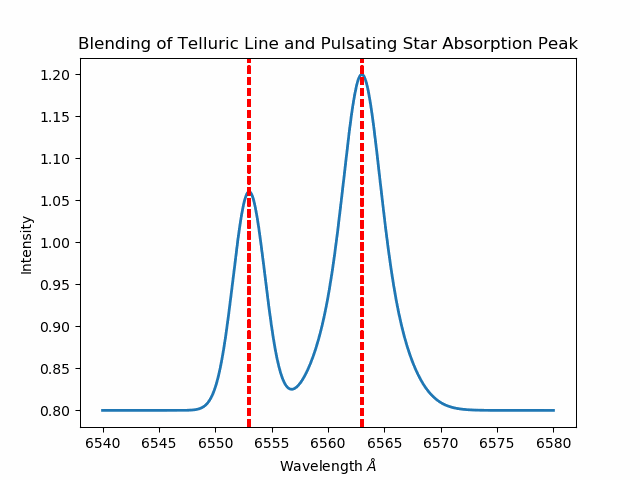 Blending of Telluric Line and Pulsating Star Absorption Peak
1.20
1.15
1.10
1.05
1.00
0.95
0.90
0.85
0.80
Intensity
6540 6545 6550 6555 6560 6565 6570 6575 6580
Wavelength Å